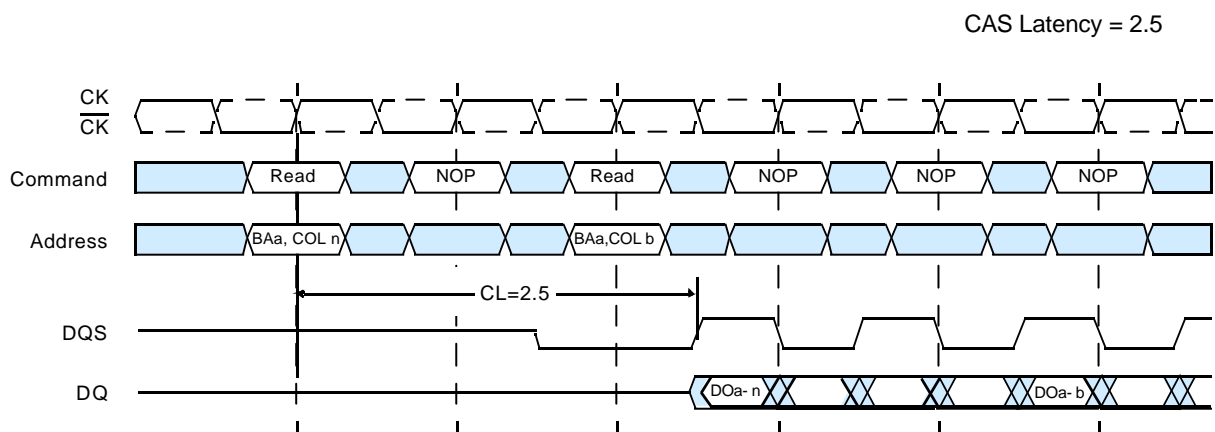 CAS Latency = 2.5
CK
CK
Command
Read
NOP
Read
NOP
NOP
NOP
Address
BAa, COL n
BAa,COL b
CL=2.5
DQS
DQ
DOa- n
DOa- b